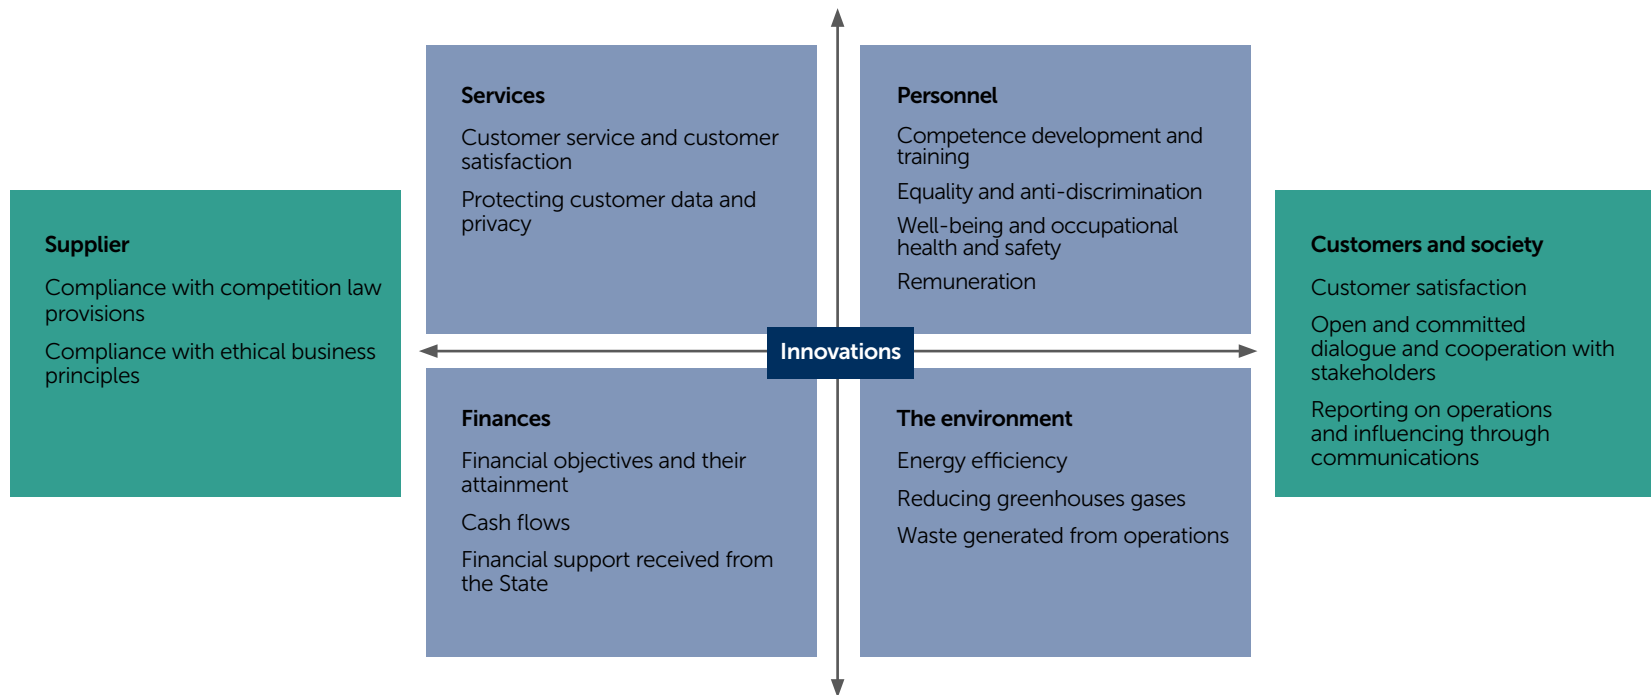 Supplier
Compliance with competition law
provisions
Compliance with ethical business
principles
Services
Customer service and customer
satisfaction
Protecting customer data and
privacy
Personnel
Competence development and
training
Equality and anti-discrimination
Well-being and occupational
health and safety
Remuneration
Innovations
Finances
Financial objectives and their
attainment
Cash flows
Financial support received from
the State
The environment
Energy efficiency
Reducing greenhouses gases
Waste generated from operations
Customers and society
Customer satisfaction
Open and committed
dialogue and cooperation with
stakeholders
Reporting on operations
and influencing through
communications